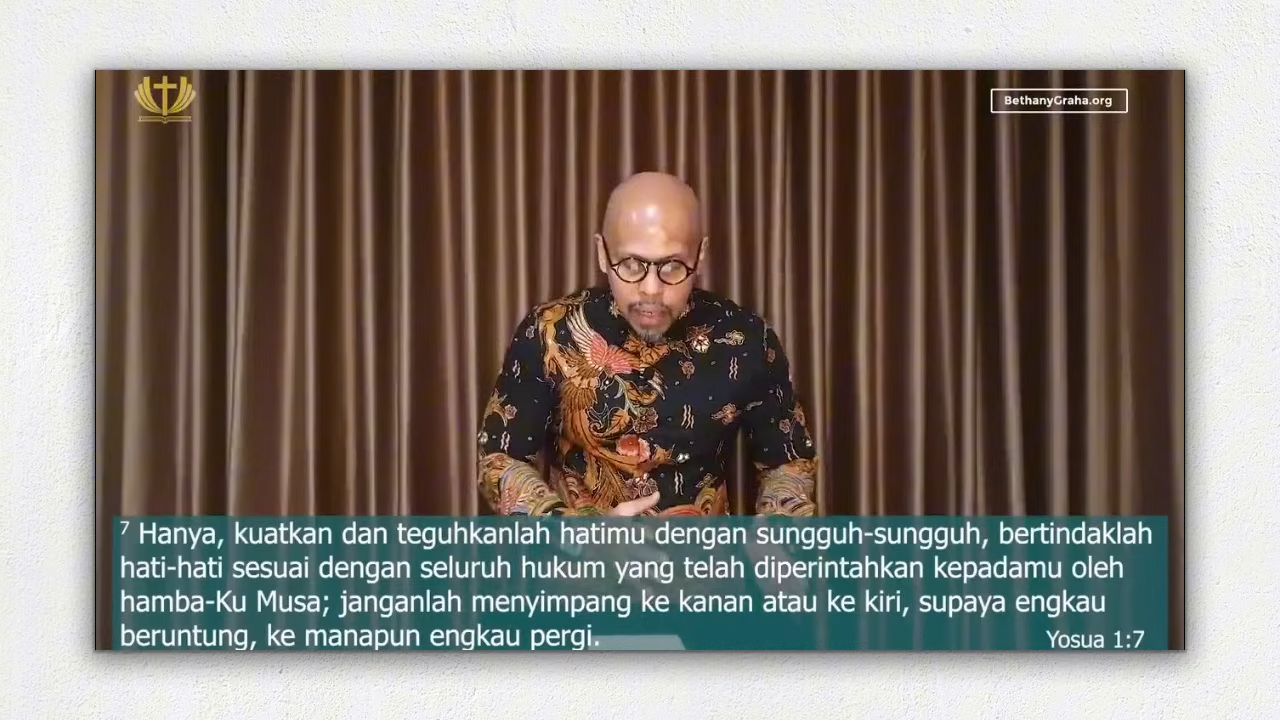 BethanyGraha.org
7 Hanya, kuatkan dan teguhkanlah hatimu dengan sungguh-sungguh, bertindaklah
hati-hati sesuai dengan seluruh hukum yang telah diperintahkan kepadamu oleh
hamba-Ku Musa; janganlah menyimpang ke kanan atau ke kiri, supaya engkau
beruntung, ke manapun engkau pergi.
Yosua 1:7